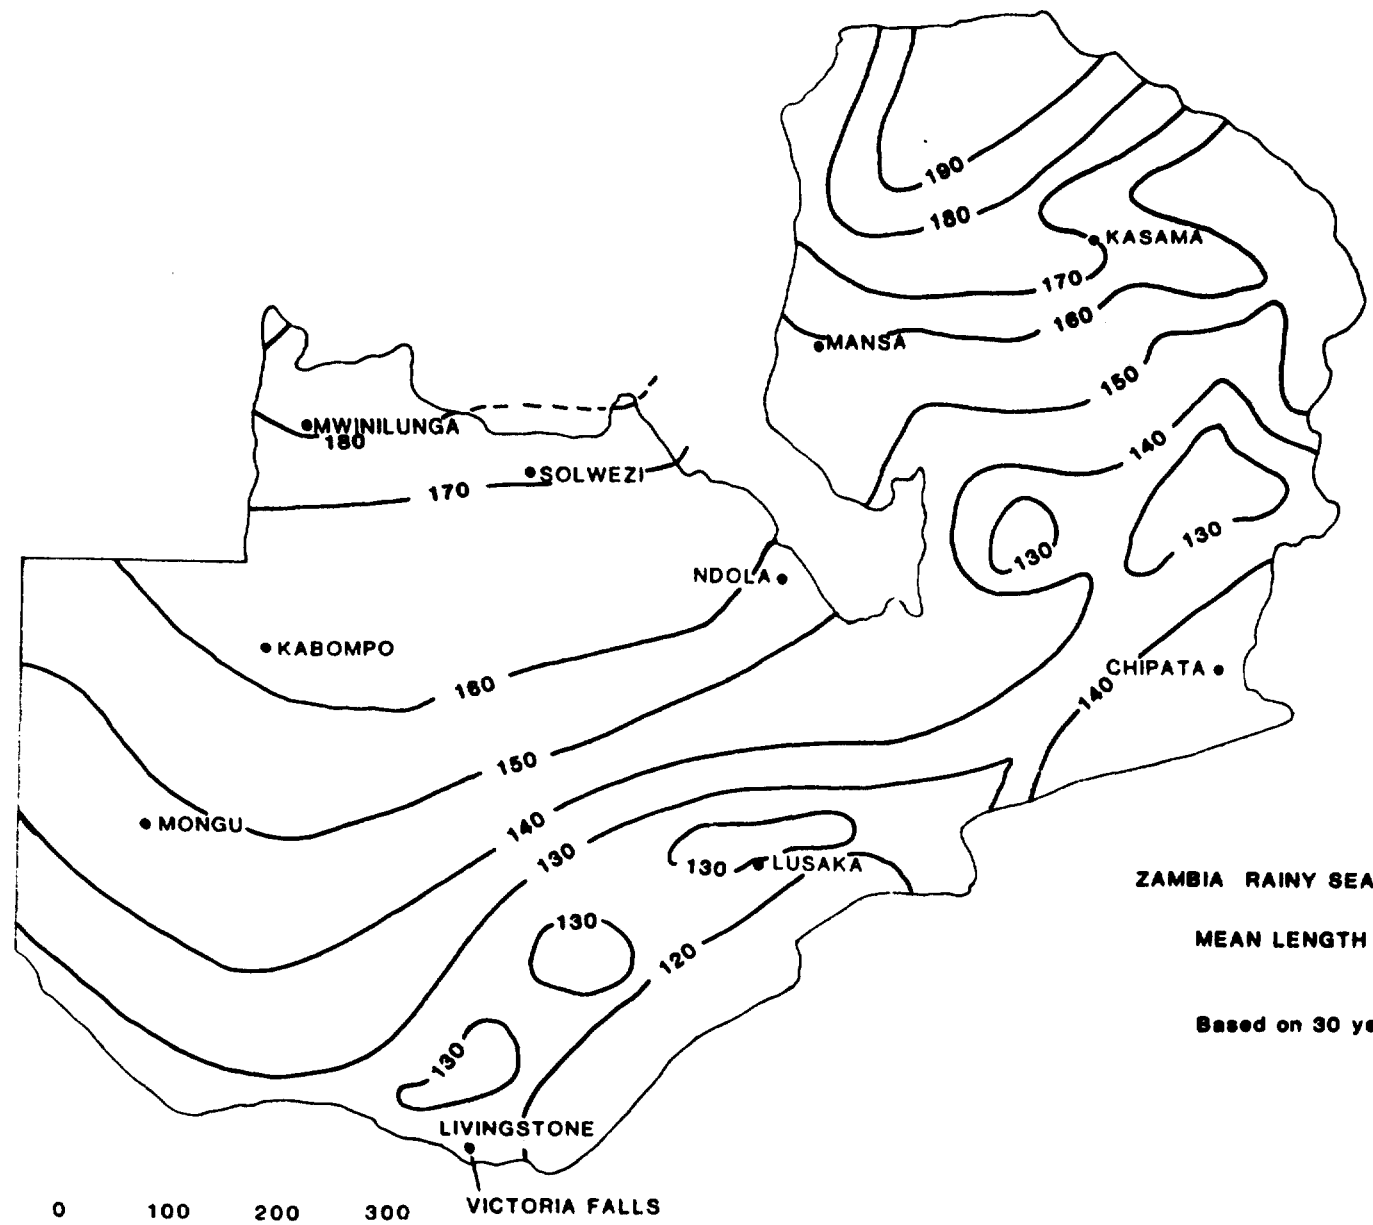 190
180
KASAMA
170
160
MANSA
150
MWINILUNGA
180
140
SOLWEZI
170
130
130
NDOLA
KABOMPO
CHIPATA
160
140
150
MONGU
140
130
130
LUSAKA
ZAMBIA RAINY SEA
130
MEAN LENGTH
120
Based on 30 ye
130
LIVINGSTONE
VICTORIA FALLS
0 100 200 300